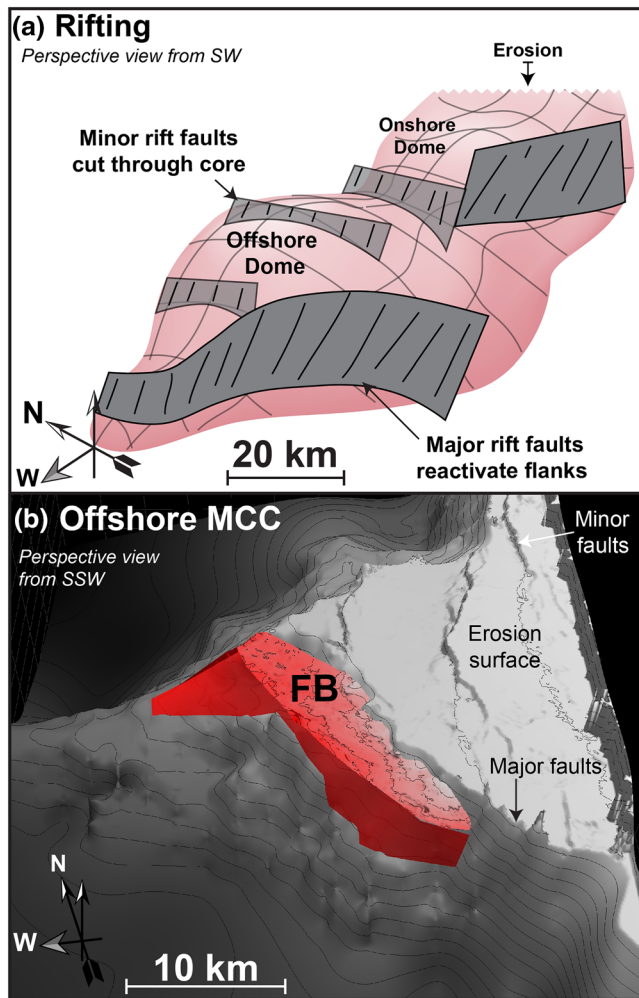 (a) Rifting
Perspective view from SW
Erosion
Minor rift faults
cut through core
Onshore
Dome
Offshore
Dome
N
W
20 km
Major rift faults
reactivate flanks
(b) Offshore MCC
Perspective view
from SSW
Minor
faults
Erosion
surface
FB
Major faults
N
W
10 km